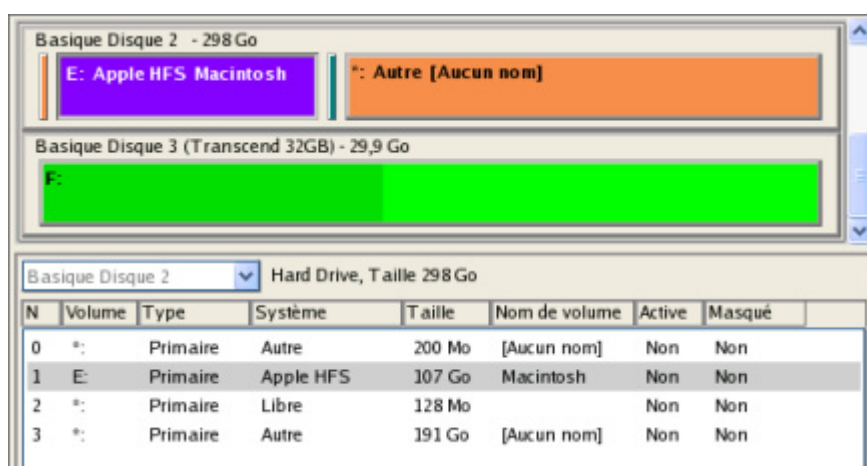 Basique Disque 2 - 298 Go
E: Apple HFS Macintosh
*: Autre [Aucun nom]
Basique Disque 3 (Transcend 32GB) - 29,9 Go
F:
Basique Disque 2 Hard Drive, Taille 298 Go
N Volume Type Système Taille Nom de volume Active Masqué
0 *: Primaire Autre 200 Mo [Aucun nom] Non Non
1 E: Primaire Apple HFS 107 Go Macintosh Non Non
2 *: Primaire Libre 128 Mo Non Non
3 *: Primaire Autre 191 Go [Aucun nom] Non Non